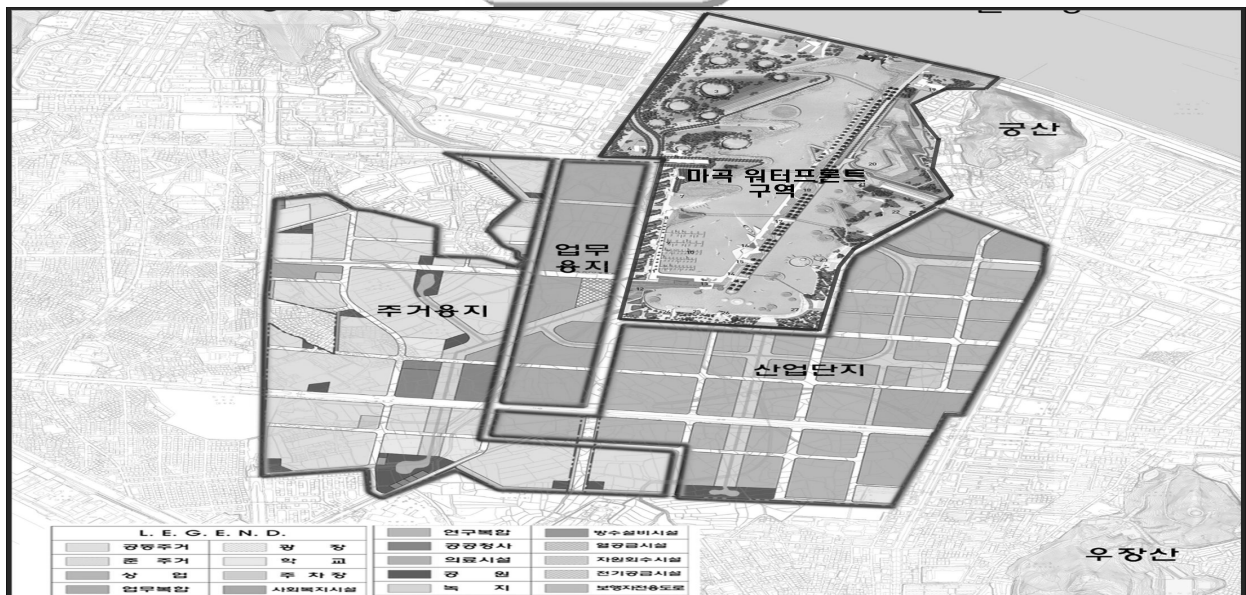 궁산
마곡 워터프론트
구역
업무
용지
주거용지
산업단지
우장산
L. E. G. E. N. D.
공동주거
광 장
연구복합
방수설비시설
준 주거
학 교
공공청사
열공급시설
상 업
주 차 장
의료시설
자원회수시설
업무복합
사회복지시설
공 원
전기공급시설
녹 지
보행자전용도로